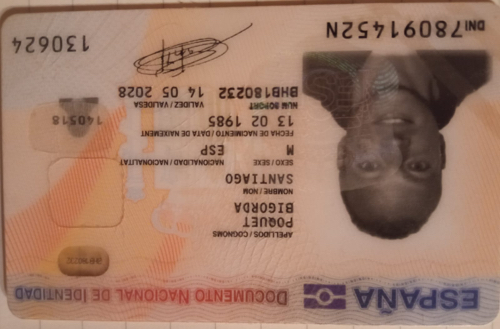 ESPAÑA DOCUMENTO NACIONAL DE IDENTIDAD
APELLIDOS / COGNOMS
POQUET
BIGORDA
NOMBRE / NOM
SANTIAGO
SEXO / SEXE NACIONALIDAD / NACIONALITAT
M ESP
FECHA DE NACIMIENTO / DATA DE NAIXEMENT
13 02 1985
NUM SOPORT VALIDEZ / VALIDESA
BHB180232 14 05 2028
140518
DNI 78091452N
130624